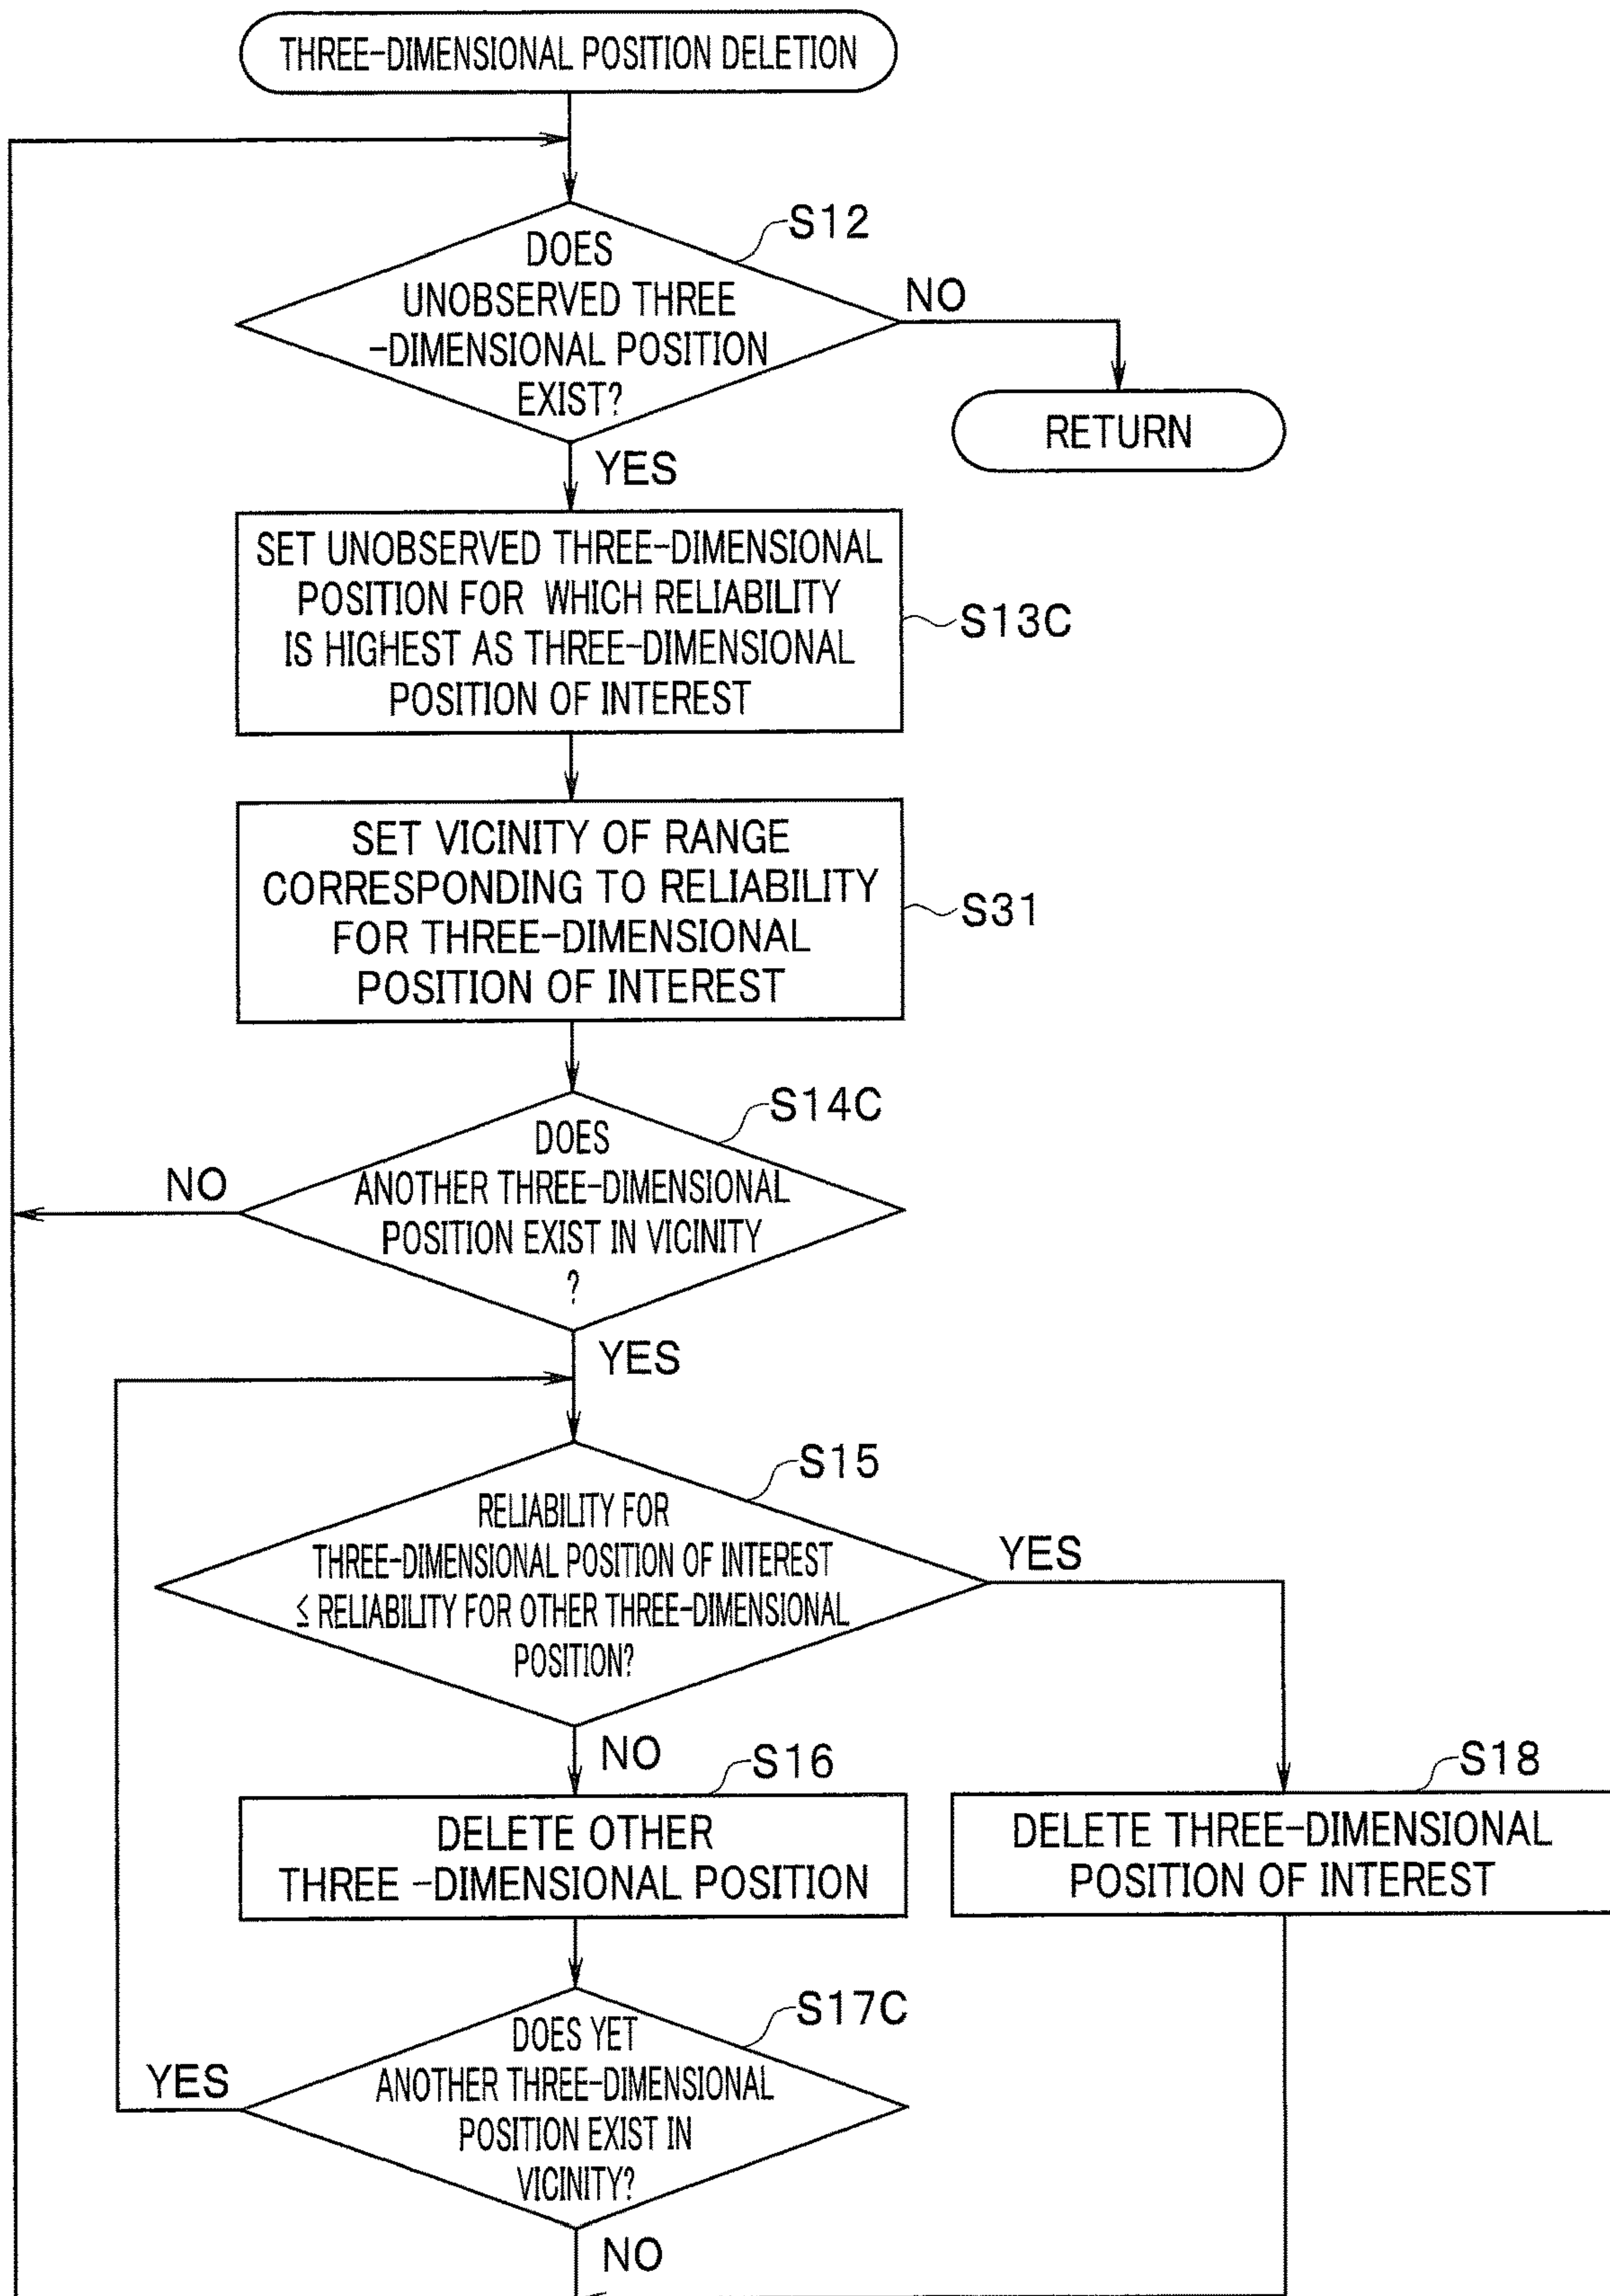 THREE-DIMENSIONAL POSITION DELETION
S12
DOES
UNOBSERVED THREE
-DIMENSIONAL POSITION
EXIST?
NO
RETURN
YES
SET UNOBSERVED THREE-DIMENSIONAL
POSITION FOR WHICH RELIABILITY
IS HIGHEST AS THREE-DIMENSIONAL
POSITION OF INTEREST
S13C
SET VICINITY OF RANGE
CORRESPONDING TO RELIABILITY
FOR THREE-DIMENSIONAL
POSITION OF INTEREST
S31
S14C
DOES
ANOTHER THREE-DIMENSIONAL
POSITION EXIST IN VICINITY
?
NO
YES
S15
RELIABILITY FOR
THREE-DIMENSIONAL POSITION OF INTEREST
≤ RELIABILITY FOR OTHER THREE-DIMENSIONAL
POSITION?
YES
NO
S16
DELETE OTHER
THREE -DIMENSIONAL POSITION
S18
DELETE THREE-DIMENSIONAL
POSITION OF INTEREST
S17C
DOES YET
ANOTHER THREE-DIMENSIONAL
POSITION EXIST IN
VICINITY?
YES
NO